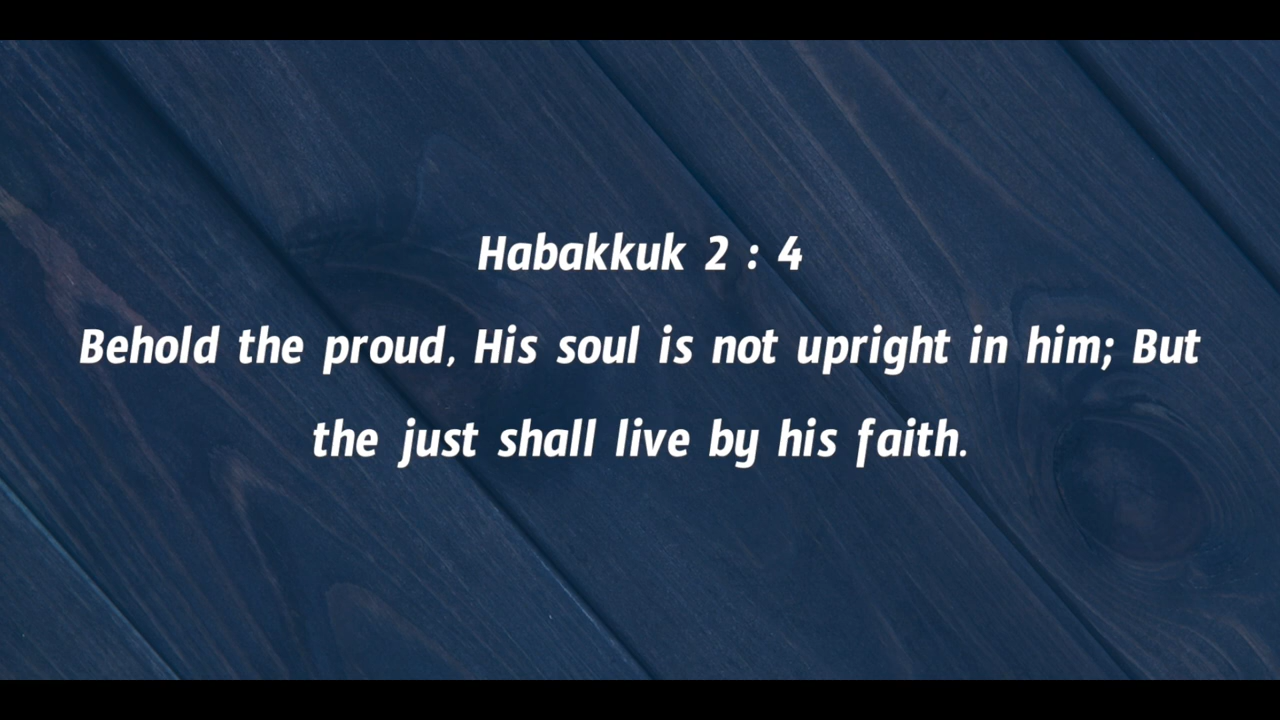 Habakkuk 2 : 4
Behold the proud, His soul is not upright in him; But
the just shall live by his faith.